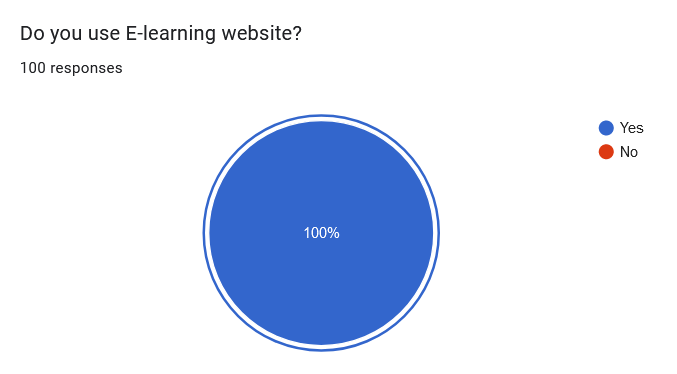 Do you use E-learning website?
100 responses
Yes
No
100%